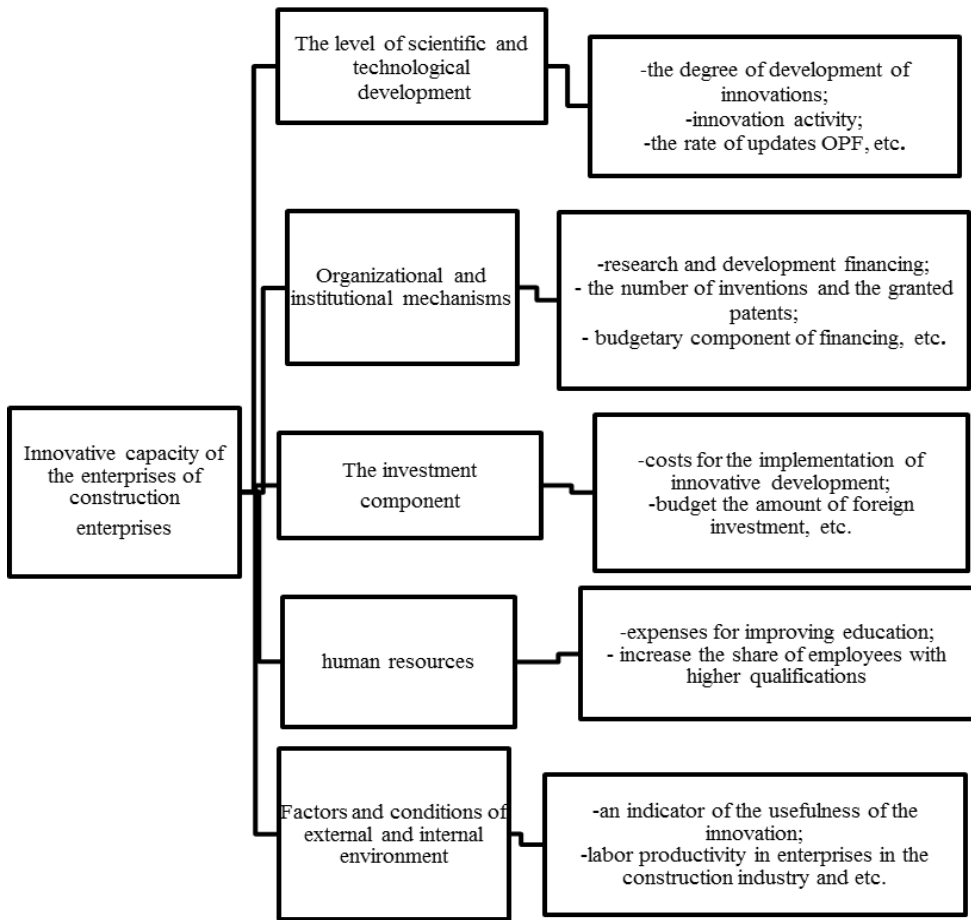 The level of scientific and
technological
development
-the degree of development of
innovations;
-innovation activity;
-the rate of updates OPF, etc.
Organizational and
institutional mechanisms
-research and development financing;
- the number of inventions and the granted
patents;
- budgetary component of financing, etc.
Innovative capacity of
the enterprises of
construction
enterprises
The investment
component
-costs for the implementation of
innovative development;
-budget the amount of foreign
investment, etc.
human resources
-expenses for improving education;
- increase the share of employees with
higher qualifications
Factors and conditions of
external and internal
environment
-an indicator of the usefulness of the
innovation;
-labor productivity in enterprises in the
construction industry and etc.